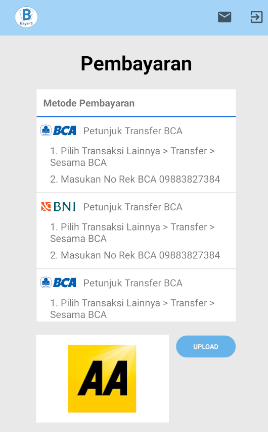 B
Pembayaran
Metode Pembayaran
BCA Petunjuk Transfer BCA
1. Pilih Transaksi Lainnya > Transfer >
Sesama BCA
2. Masukan No Rek BCA 09883827384
BNI Petunjuk Transfer BCA
1. Pilih Transaksi Lainnya > Transfer >
Sesama BCA
2. Masukan No Rek BCA 09883827384
BCA Petunjuk Transfer BCA
1. Pilih Transaksi Lainnya > Transfer >
Sesama BCA
AA
UPLOAD